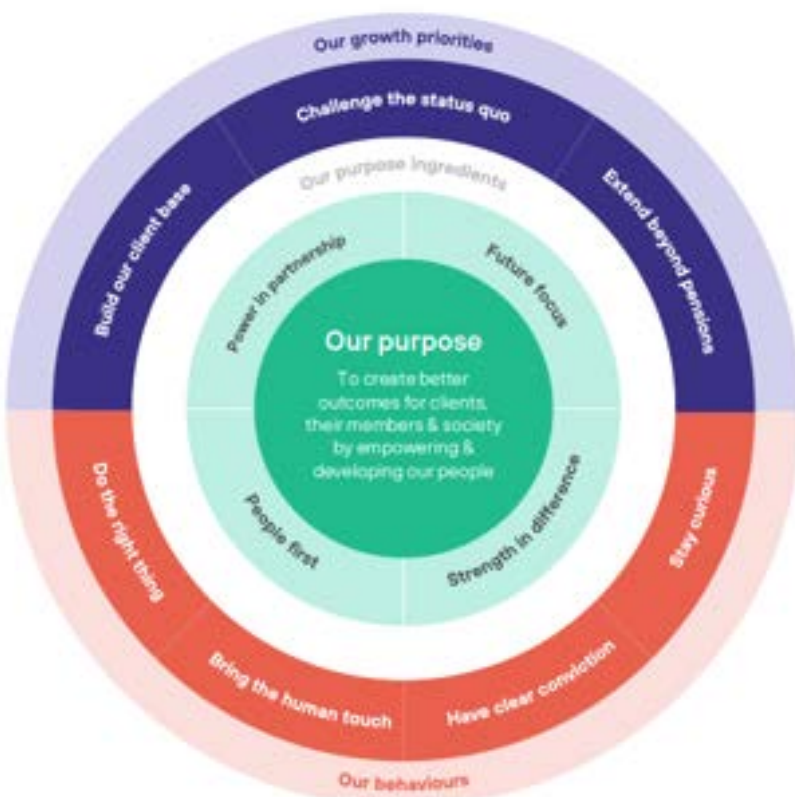 Our growth priorities
Challenge the status quo
Build our client base
Extend beyond pensions
Our purpose ingredients
Power in partnership
Future focus
Our purpose
To create better
outcomes for clients,
their members & society
by empowering &
developing our people
People first
Strength in difference
Do the right thing
Stay curious
Bring the human touch
Have clear conviction
Our behaviours